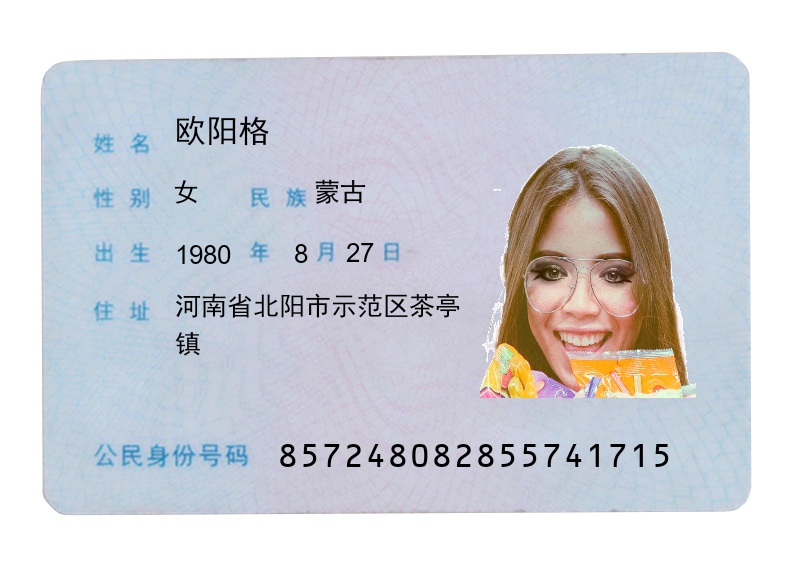 姓名 欧阳格
性别 女 民族 蒙古
出生 1980 年 8 月 27 日
住址 河南省北阳市示范区茶亭
镇
公民身份号码 857248082855741715